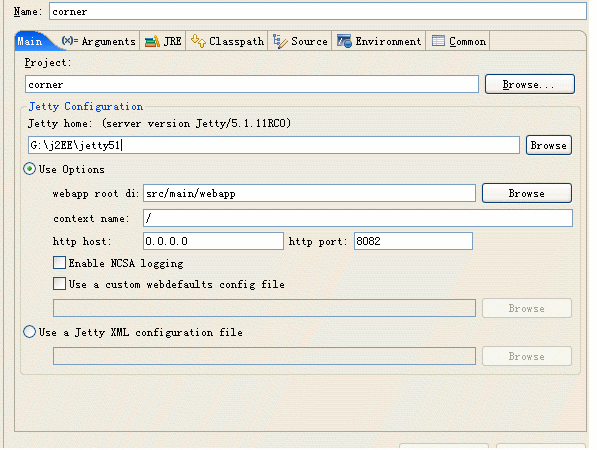 Name: corner
Main (x)= Arguments JRE Classpath Source Environment Common
Project:
corner Browse...
Jetty Configuration
Jetty home: (server version Jetty/5.1.11RC0)
G:\j2EE\jetty51 Browse
Use Options
webapp root di: src/main/webapp Browse
context name: /
http host: 0.0.0.0 http port: 8082
Enable NCSA logging
Use a custom webdefaults config file
Browse
Use a Jetty XML configuration file
Browse